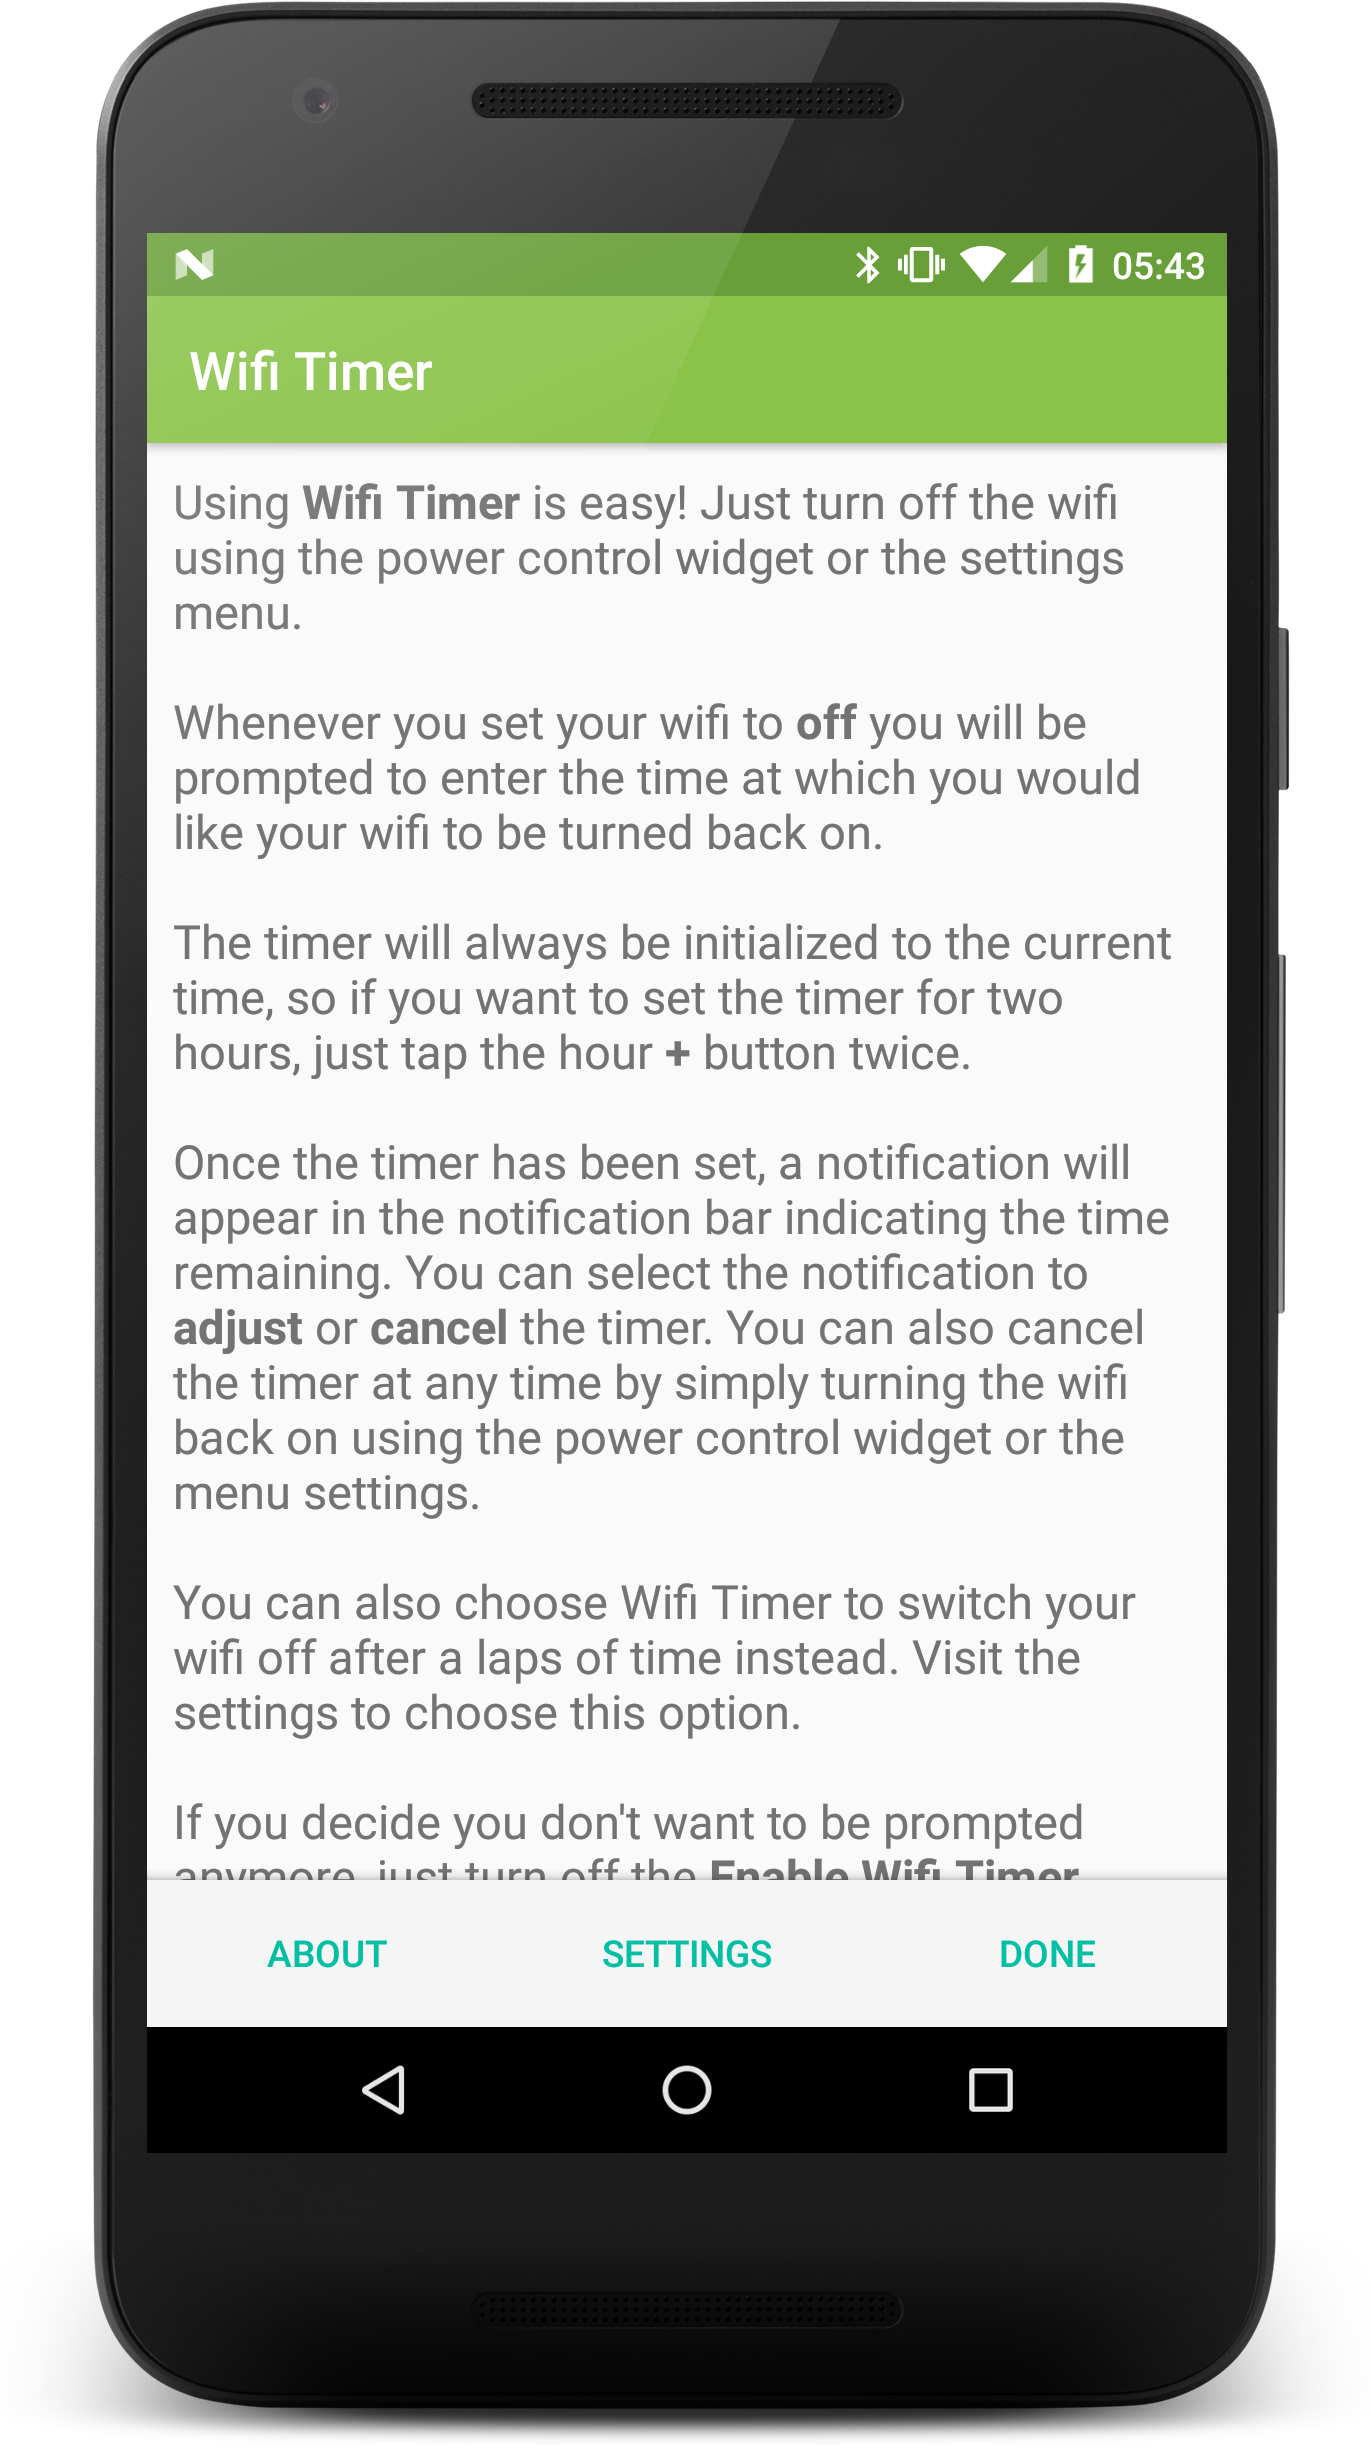 05:43
Wifi Timer
Using Wifi Timer is easy! Just turn off the wifi
using the power control widget or the settings
menu.
Whenever you set your wifi to off you will be
prompted to enter the time at which you would
like your wifi to be turned back on.
The timer will always be initialized to the current
time, so if you want to set the timer for two
hours, just tap the hour + button twice.
Once the timer has been set, a notification will
appear in the notification bar indicating the time
remaining. You can select the notification to
adjust or cancel the timer. You can also cancel
the timer at any time by simply turning the wifi
back on using the power control widget or the
menu settings.
You can also choose Wifi Timer to switch your
wifi off after a laps of time instead. Visit the
settings to choose this option.
If you decide you don't want to be prompted
anymore, just turn off the Enable Wifi Timer
ABOUT SETTINGS DONE